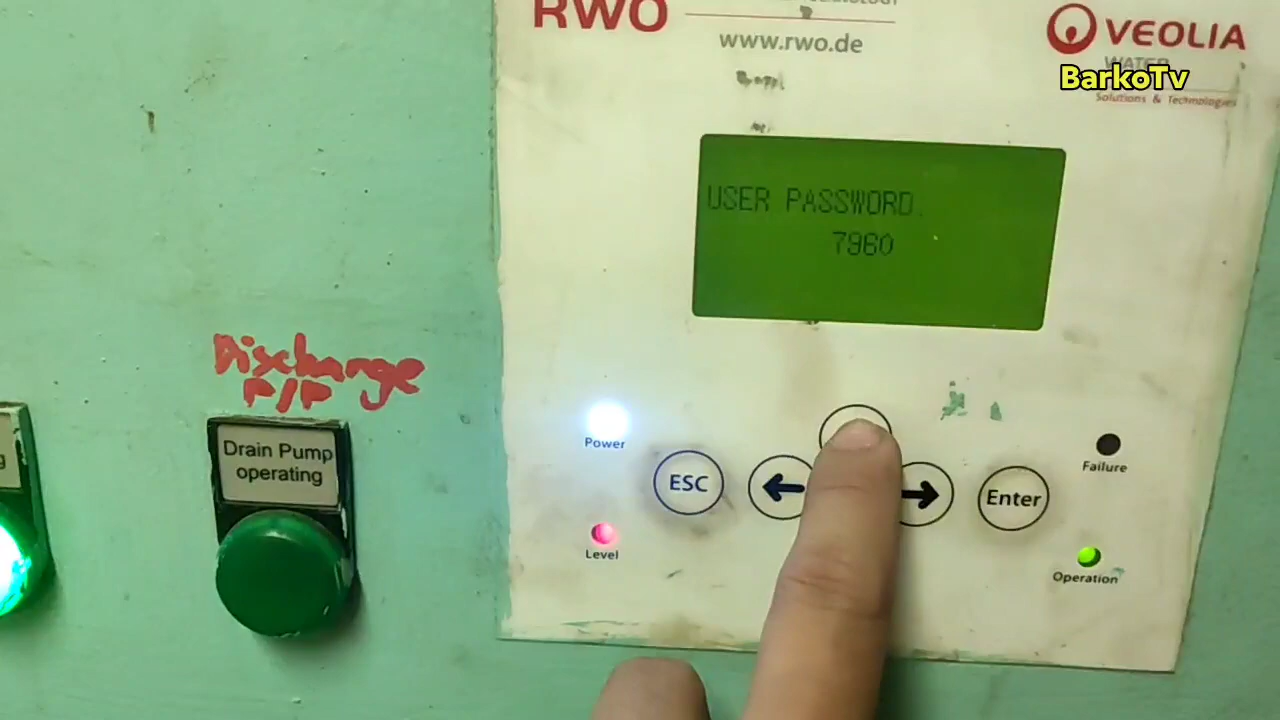 RWO
www.rwo.de
VEOLIA
WATER
BarkoTv
Solutions & Technologies
USER PASSWORD.
7960
Discharge
P/P
Drain Pump
operating
Power
ESC
Enter
Failure
Level
Operation